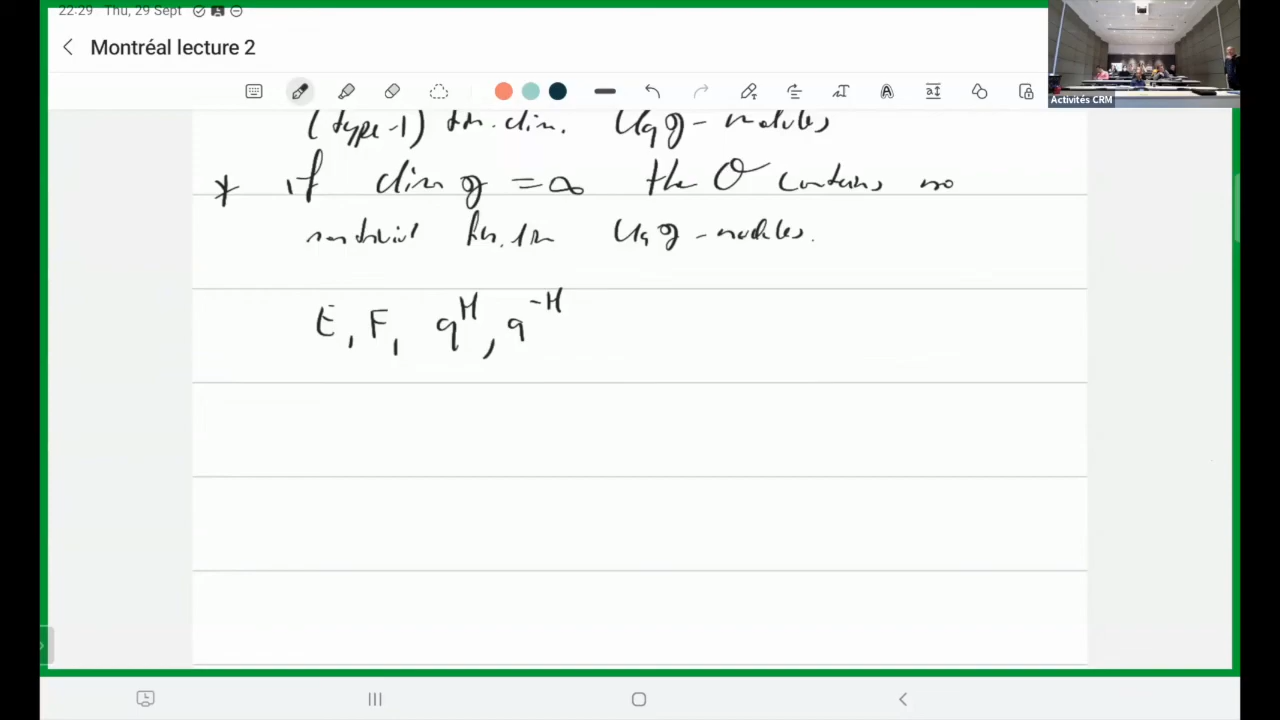 22:29 Thu, 29 Sept
Montréal lecture 2
Activités CRM
(type-1) fin. dim. Uq g - modules
* if dim g = ∞ the O contains no
fin. dim Uq g - modules.
E, F, q^H, q^-H